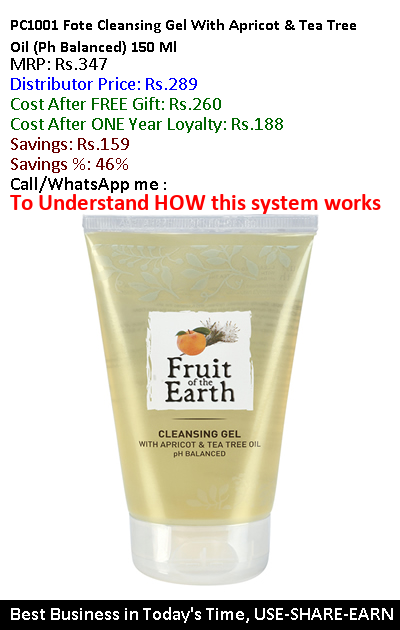 PC1001 Fote Cleansing Gel With Apricot & Tea Tree
Oil (Ph Balanced) 150 Ml
MRP: Rs.347
Distributor Price: Rs.289
Cost After FREE Gift: Rs.260
Cost After ONE Year Loyalty: Rs.188
Savings: Rs.159
Savings %: 46%
Call/WhatsApp me :
To Understand HOW this system works
Fruit
of the
Earth
CLEANSING GEL
WITH APRICOT & TEA TREE OIL
pH BALANCED
Best Business in Today's Time, USE-SHARE-EARN